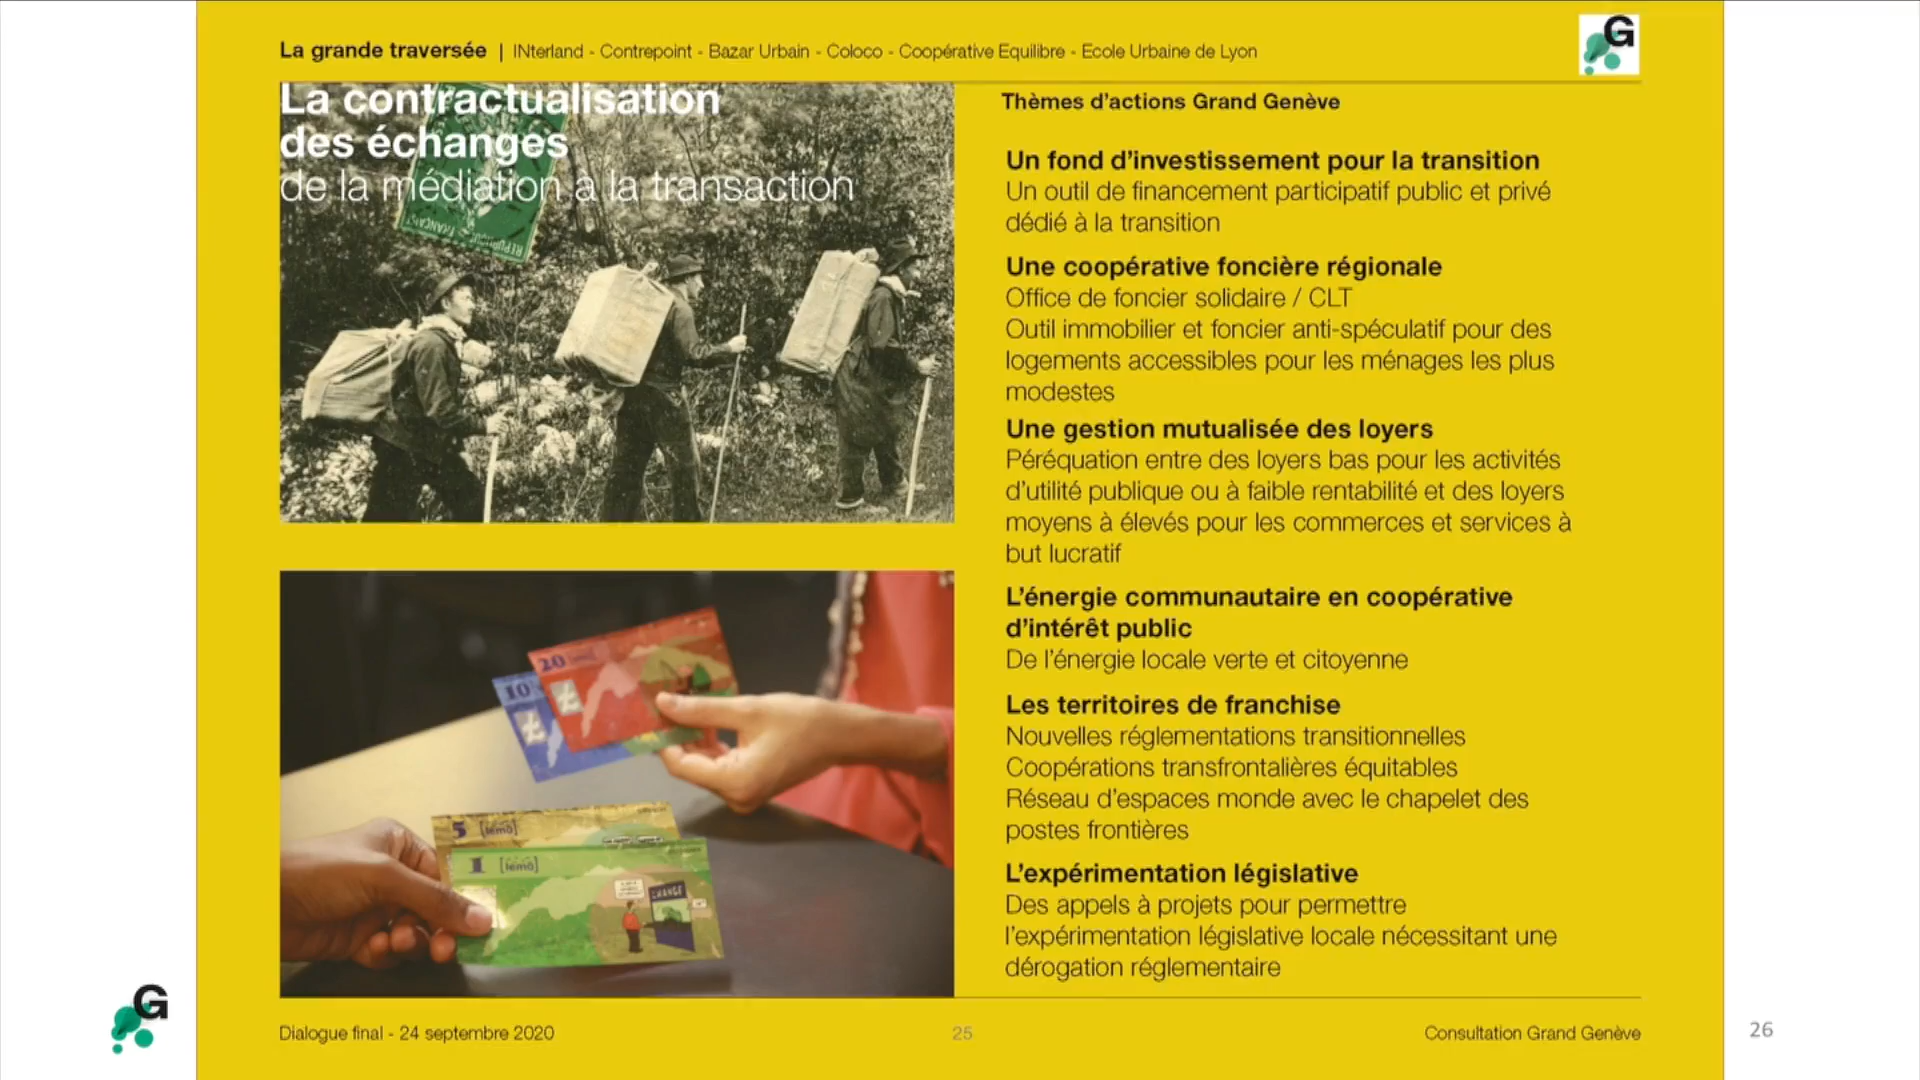 La grande traversée | INterland - Contrepoint - Bazar Urbain - Coloco - Coopérative Equilibre - Ecole Urbaine de Lyon
G
La contractualisation
des échanges
de la médiation à la transaction
FRANÇAIS
20
10
5 [lemō]
1 [lemō]
CHANGE
Thèmes d'actions Grand Genève
Un fond d'investissement pour la transition
Un outil de financement participatif public et privé
dédié à la transition
Une coopérative foncière régionale
Office de foncier solidaire / CLT
Outil immobilier et foncier anti-spéculatif pour des
logements accessibles pour les ménages les plus
modestes
Une gestion mutualisée des loyers
Péréquation entre des loyers bas pour les activités
d'utilité publique ou à faible rentabilité et des loyers
moyens à élevés pour les commerces et services à
but lucratif
L'énergie communautaire en coopérative
d'intérêt public
De l'énergie locale verte et citoyenne
Les territoires de franchise
Nouvelles réglementations transitionnelles
Coopérations transfrontalières équitables
Réseau d'espaces monde avec le chapelet des
postes frontières
L'expérimentation législative
Des appels à projets pour permettre
l'expérimentation législative locale nécessitant une
dérogation réglementaire
Dialogue final - 24 septembre 2020
25
Consultation Grand Genève
G
26